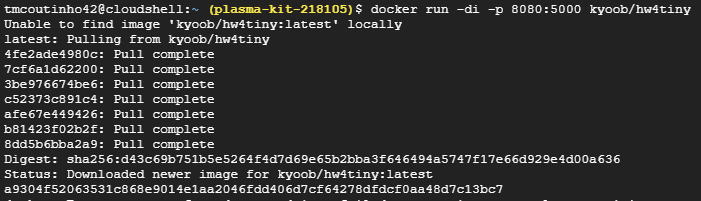 tmcoutinho42@cloudshell:~ (plasma-kit-218105)$ docker run -di -p 8080:5000 kyoob/hw4tiny
Unable to find image 'kyoob/hw4tiny:latest' locally
latest: Pulling from kyoob/hw4tiny
4fe2ade4980c: Pull complete
7cf6a1d62200: Pull complete
3be976674be6: Pull complete
c52373c891c4: Pull complete
afe67e449426: Pull complete
b81423f02b2f: Pull complete
8dd5b6bba2a9: Pull complete
Digest: sha256:d43c69b751b5e5264f4d7d69e65b2bba3f646494a5747f17e66d929e4d00a636
Status: Downloaded newer image for kyoob/hw4tiny:latest
a9304f52063531c868e9014e1aa2046fdd406d7cf64278dfdcf0aa48d7c13bc7